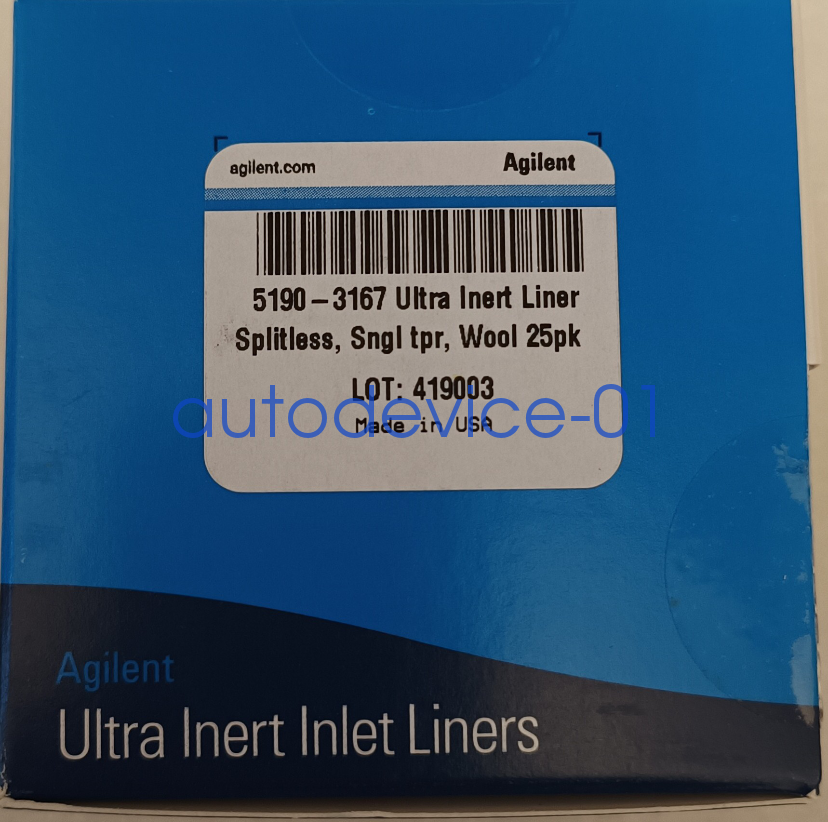 agilent.com Agilent
5190-3167 Ultra Inert Liner
Splitless, Sngl tpr, Wool 25pk
LOT: 419003
autodevice-01
Made in USA
Agilent
Ultra Inert Inlet Liners